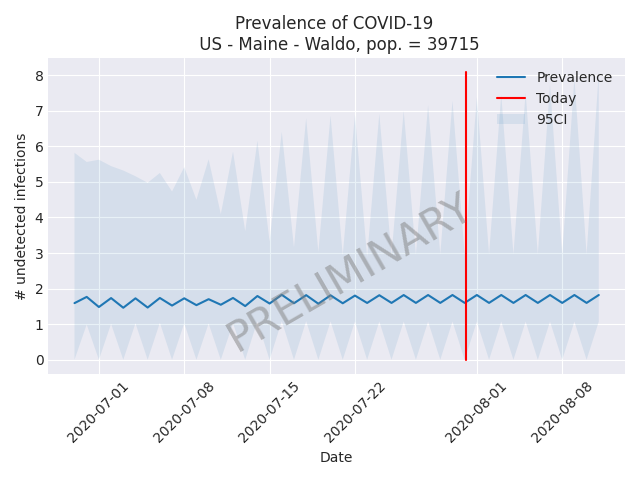 Prevalence of COVID-19
US - Maine - Waldo, pop. = 39715
8
7
6
5
4
3
2
1
0
# undetected infections
Prevalence
Today
95CI
PRELIMINARY
2020-07-01
2020-07-08
2020-07-15
2020-07-22
2020-08-01
2020-08-08
Date